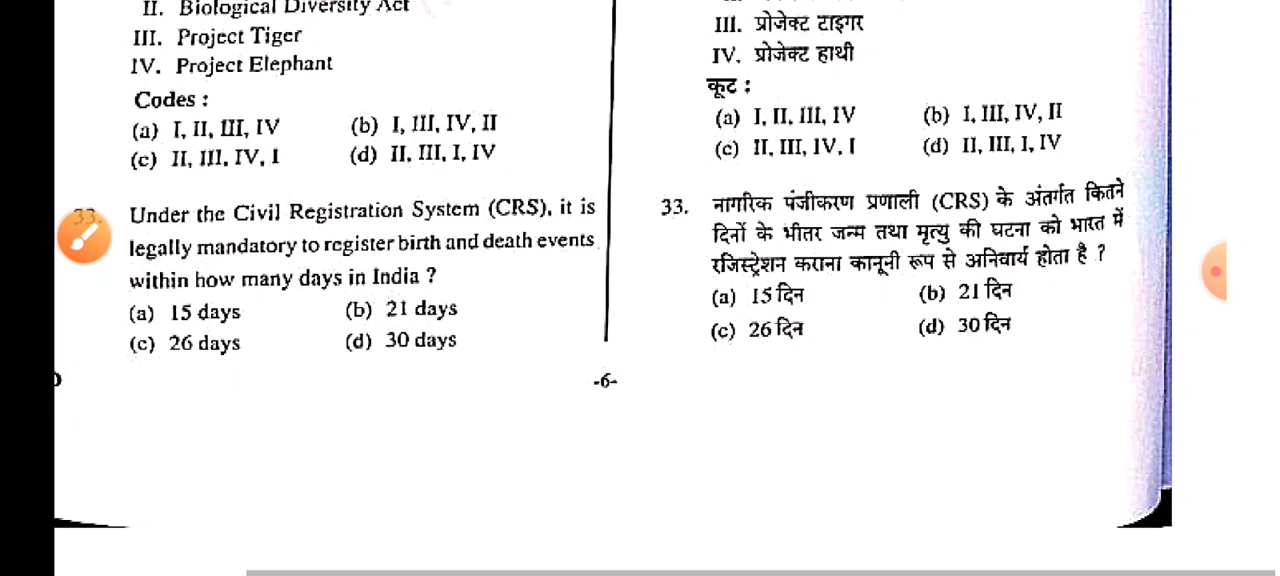 II. Biological Diversity Act
III. Project Tiger
IV. Project Elephant
Codes :
(a) I, II, III, IV (b) I, III, IV, II
(c) II, III, IV, I (d) II, III, I, IV
33. Under the Civil Registration System (CRS), it is
legally mandatory to register birth and death events
within how many days in India ?
(a) 15 days (b) 21 days
(c) 26 days (d) 30 days
III. प्रोजेक्ट टाइगर
IV. प्रोजेक्ट हाथी
कूट :
(a) I, II, III, IV (b) I, III, IV, II
(c) II, III, IV, I (d) II, III, I, IV
33. नागरिक पंजीकरण प्रणाली (CRS) के अंतर्गत कितने
दिनों के भीतर जन्म तथा मृत्यु की घटना को भारत में
रजिस्ट्रेशन कराना कानूनी रूप से अनिवार्य होता है ?
(a) 15 दिन (b) 21 दिन
(c) 26 दिन (d) 30 दिन
-6-